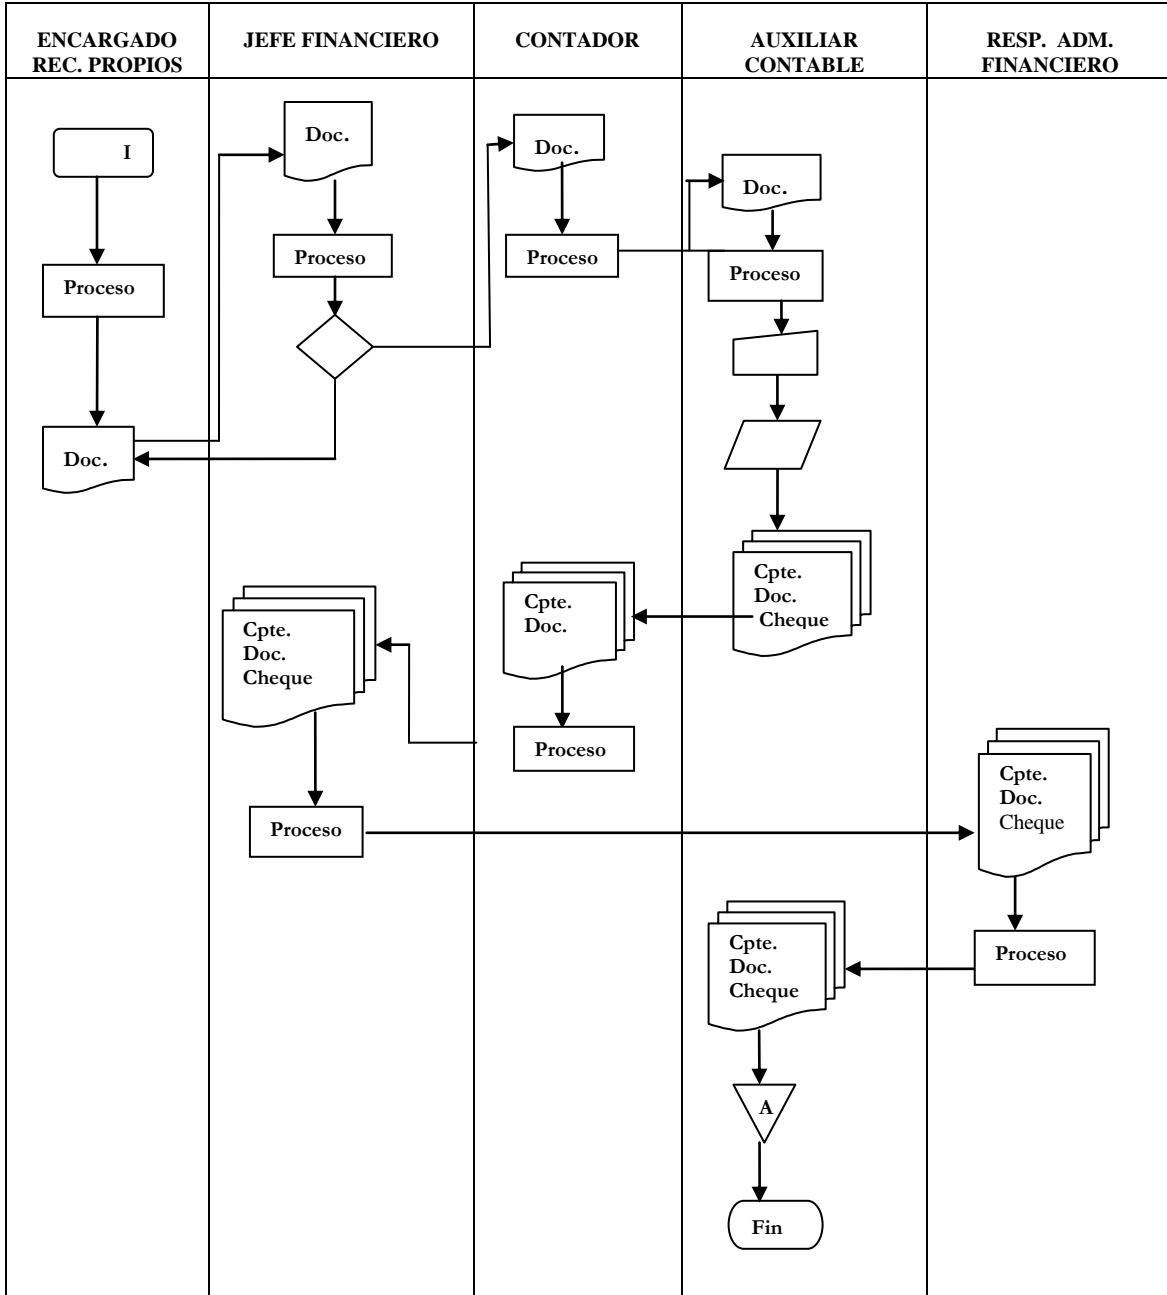 ENCARGADO
REC. PROPIOS
JEFE FINANCIERO
CONTADOR
AUXILIAR
CONTABLE
RESP. ADM.
FINANCIERO
I
Doc.
Doc.
Doc.
Proceso
Proceso
Proceso
Proceso
Doc.
Cpte.
Doc.
Cheque
Cpte.
Doc.
Cpte.
Doc.
Cheque
Proceso
Proceso
Cpte.
Doc.
Cheque
Cpte.
Doc.
Cheque
Proceso
A
Fin